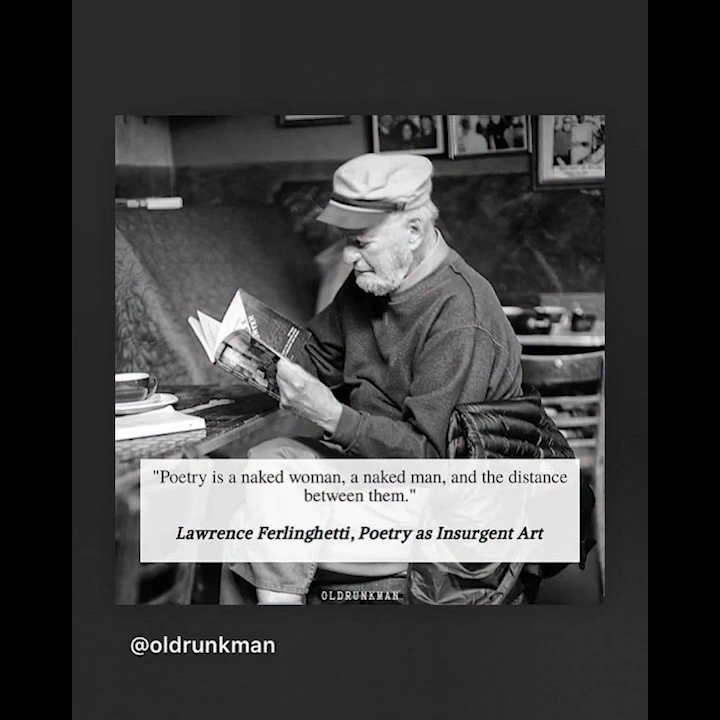 "Poetry is a naked woman, a naked man, and the distance
between them."
Lawrence Ferlinghetti, Poetry as Insurgent Art
OLDRUNKMAN
@oldrunkman